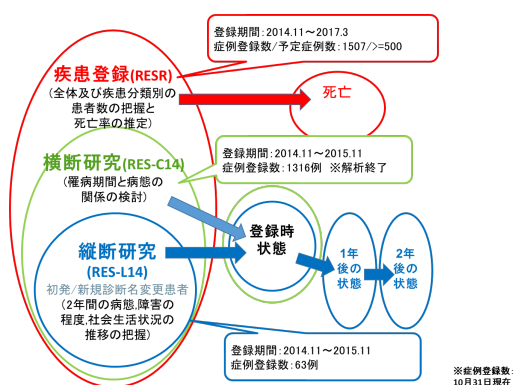 登録期間：2014.11～2017.3
症例登録数/予定症例数：1507/>=500
疾患登録(RESR)
(全体及び疾患分類別の
患者数の把握と
死亡率の推定)
死亡
登録期間：2014.11～2015.11
症例登録数：1316例　※解析終了
横断研究(RES-C14)
(罹病期間と病態の
関係の検討)
登録時
状態
縦断研究
(RES-L14)
初発/新規診断名変更患者
(2年間の病態,障害の
程度,社会生活状況の
推移の把握)
1年
後の
状態
2年
後の
状態
登録期間：2014.11～2015.11
症例登録数：63例
※症例登録数：
10月31日現在